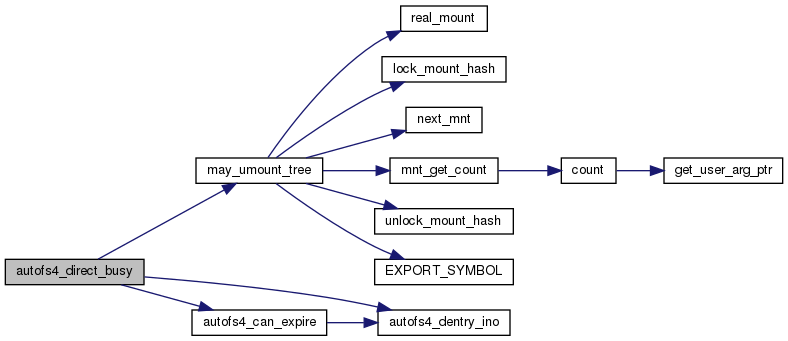 real_mount
lock_mount_hash
next_mnt
may_umount_tree
mnt_get_count
count
get_user_arg_ptr
unlock_mount_hash
autofs4_direct_busy
EXPORT_SYMBOL
autofs4_can_expire
autofs4_dentry_ino